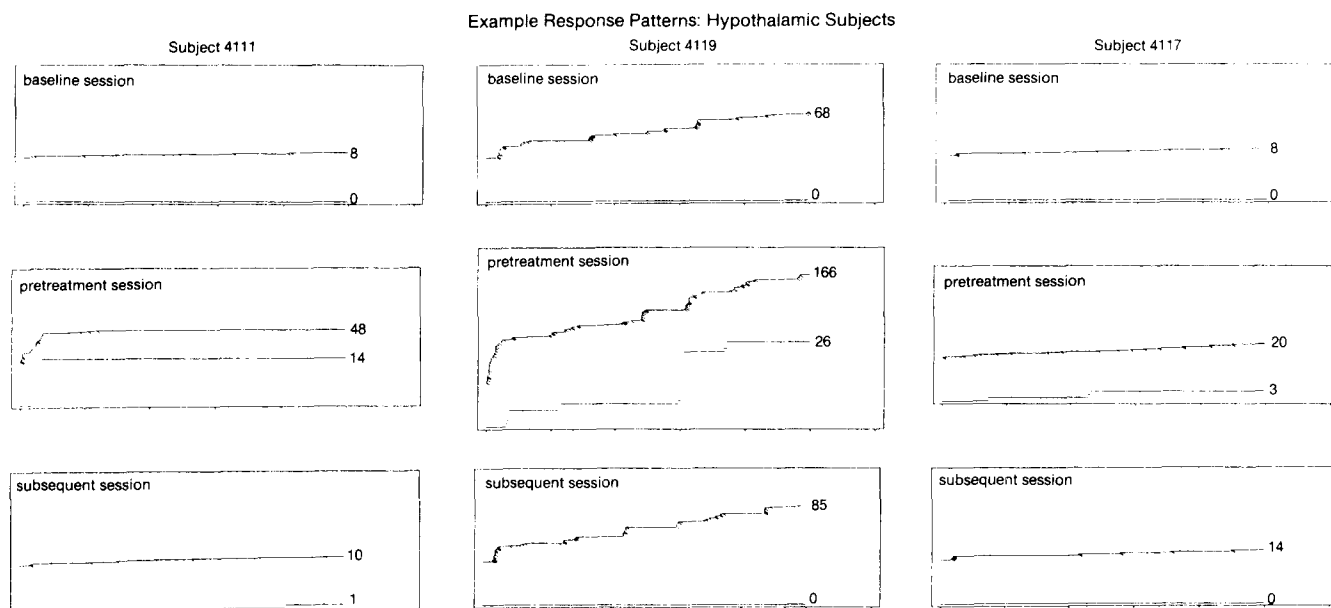 Example Response Patterns: Hypothalamic Subjects
Subject 4111 Subject 4119 Subject 4117
baseline session baseline session baseline session
68
8 8
0 0 0
pretreatment session
166
pretreatment session pretreatment session
48
26 20
14
3
subsequent session subsequent session subsequent session
85
10 14
1 0 0